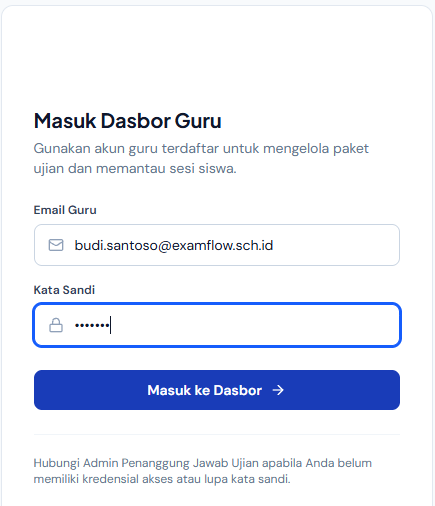 Masuk Dasbor Guru
Gunakan akun guru terdaftar untuk mengelola paket
ujian dan memantau sesi siswa.
Email Guru
budi.santoso@examflow.sch.id
Kata Sandi
•••••••
Masuk ke Dasbor →
Hubungi Admin Penanggung Jawab Ujian apabila Anda belum
memiliki kredensial akses atau lupa kata sandi.